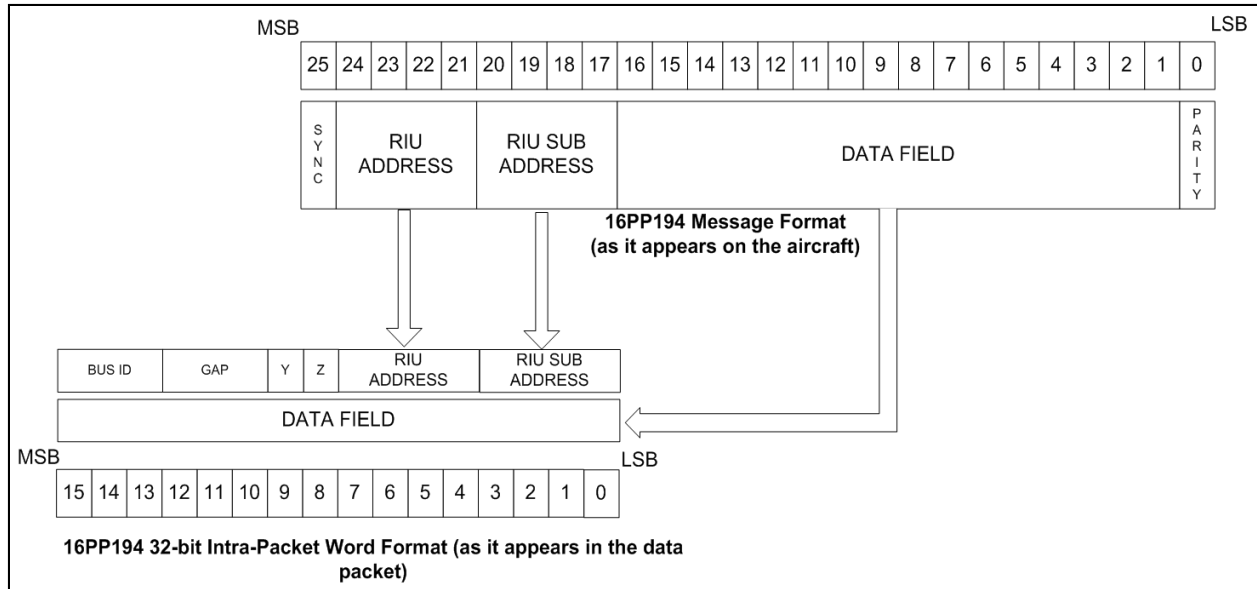 MSB
LSB
25 24 23 22 21 20 19 18 17 16 15 14 13 12 11 10 9 8 7 6 5 4 3 2 1 0
SYNC
RIU
ADDRESS
RIU SUB
ADDRESS
DATA FIELD
PARITY
16PP194 Message Format
(as it appears on the aircraft)
BUS ID
GAP
Y
Z
RIU
ADDRESS
RIU SUB
ADDRESS
DATA FIELD
MSB
LSB
15 14 13 12 11 10 9 8 7 6 5 4 3 2 1 0
16PP194 32-bit Intra-Packet Word Format (as it appears in the data
packet)